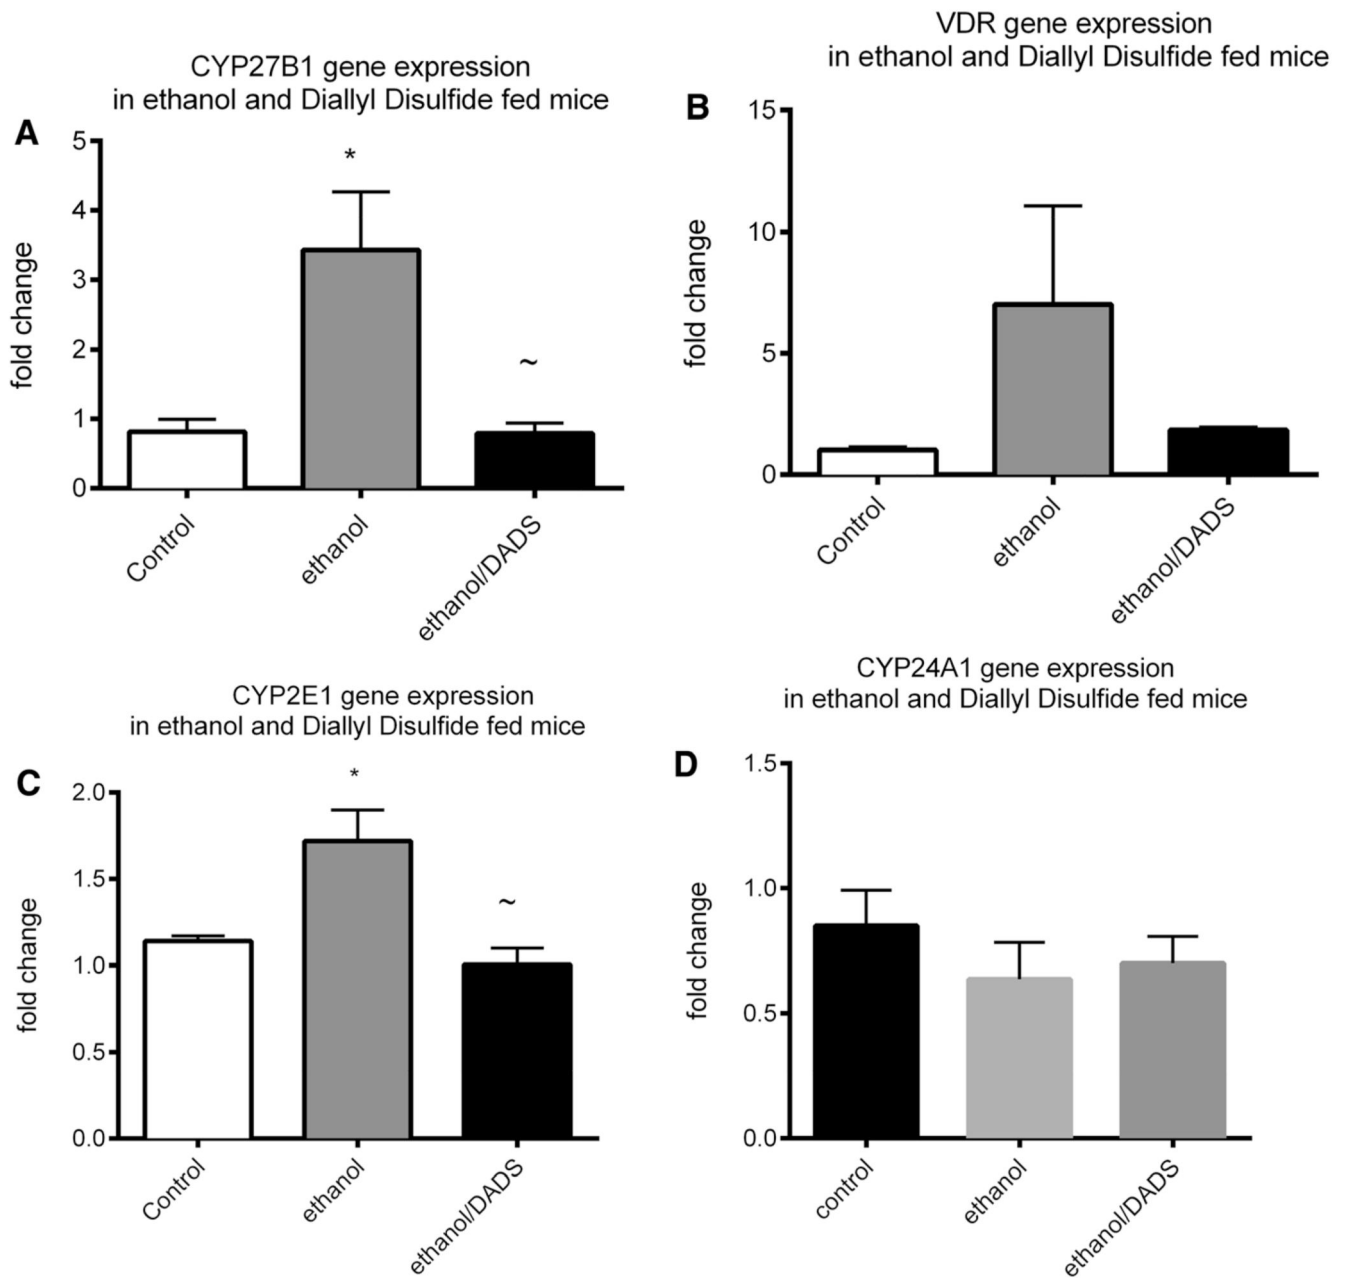 CYP27B1 gene expression
in ethanol and Diallyl Disulfide fed mice
A
5
4
3
2
1
0
fold change
*
~
Control
ethanol
ethanol/DADS
VDR gene expression
in ethanol and Diallyl Disulfide fed mice
B
15
10
5
0
fold change
Control
ethanol
ethanol/DADS
CYP2E1 gene expression
in ethanol and Diallyl Disulfide fed mice
C
2.0
1.5
1.0
0.5
0.0
fold change
*
~
Control
ethanol
ethanol/DADS
CYP24A1 gene expression
in ethanol and Diallyl Disulfide fed mice
D
1.5
1.0
0.5
0.0
fold change
control
ethanol
ethanol/DADS